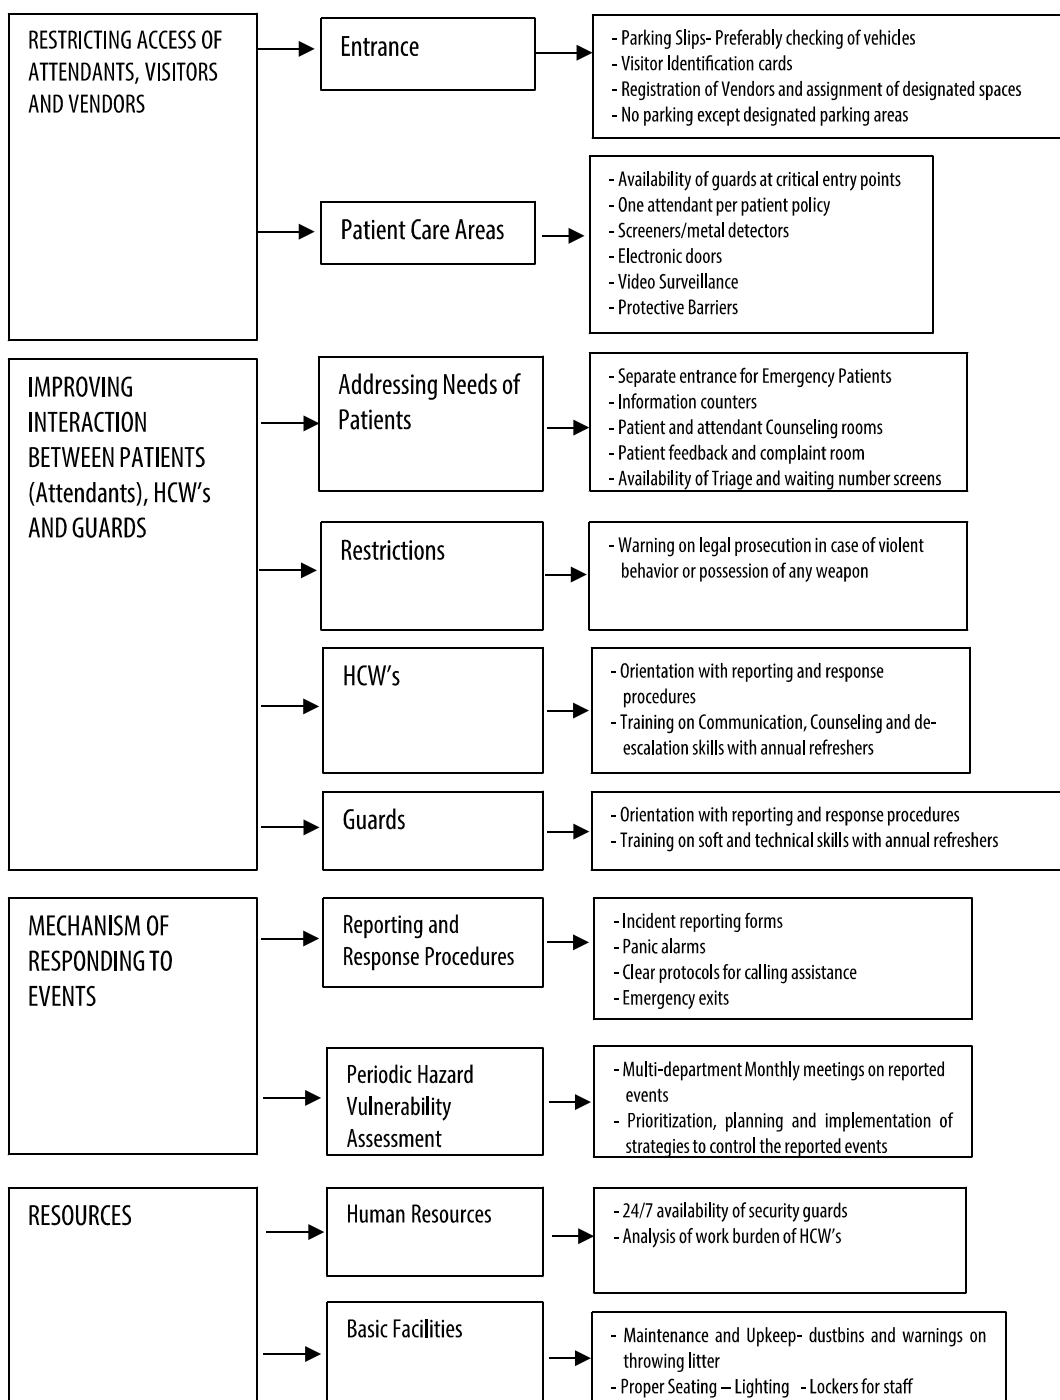 RESTRICTING ACCESS OF
ATTENDANTS, VISITORS
AND VENDORS
Entrance
- Parking Slips- Preferably checking of vehicles
- Visitor Identification cards
- Registration of Vendors and assignment of designated spaces
- No parking except designated parking areas
Patient Care Areas
- Availability of guards at critical entry points
- One attendant per patient policy
- Screeners/metal detectors
- Electronic doors
- Video Surveillance
- Protective Barriers
IMPROVING
INTERACTION
BETWEEN PATIENTS
(Attendants), HCW's
AND GUARDS
Addressing Needs of
Patients
- Separate entrance for Emergency Patients
- Information counters
- Patient and attendant Counseling rooms
- Patient feedback and complaint room
- Availability of Triage and waiting number screens
Restrictions
- Warning on legal prosecution in case of violent
behavior or possession of any weapon
HCW's
- Orientation with reporting and response
procedures
- Training on Communication, Counseling and de-
escalation skills with annual refreshers
Guards
- Orientation with reporting and response procedures
- Training on soft and technical skills with annual refreshers
MECHANISM OF
RESPONDING TO
EVENTS
Reporting and
Response Procedures
- Incident reporting forms
- Panic alarms
- Clear protocols for calling assistance
- Emergency exits
Periodic Hazard
Vulnerability
Assessment
- Multi-department Monthly meetings on reported
events
- Prioritization, planning and implementation of
strategies to control the reported events
RESOURCES
Human Resources
- 24/7 availability of security guards
- Analysis of work burden of HCW's
Basic Facilities
- Maintenance and Upkeep- dustbins and warnings on
throwing litter
- Proper Seating – Lighting - Lockers for staff